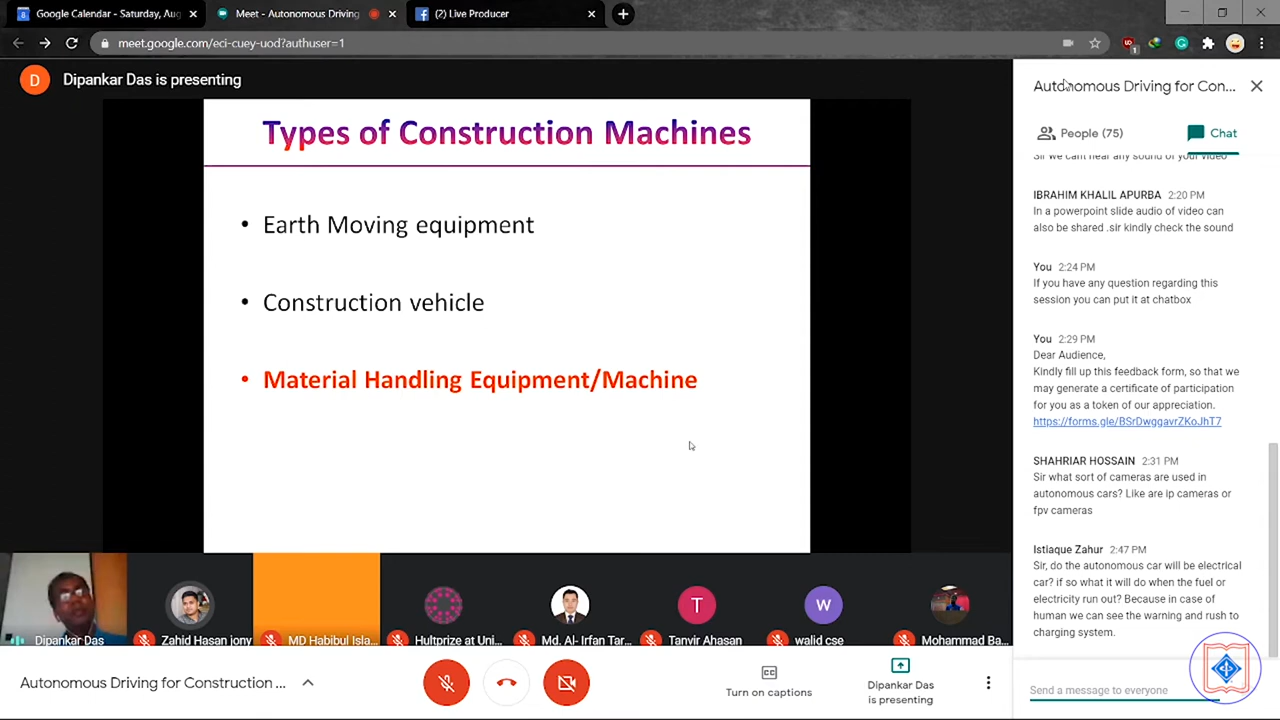 Google Calendar - Saturday, Aug
Meet - Autonomous Driving
(2) Live Producer
meet.google.com/eci-cuey-uod?authuser=1
1
D
Dipankar Das is presenting
Types of Construction Machines
• Earth Moving equipment
• Construction vehicle
• Material Handling Equipment/Machine
Dipankar Das
Zahid Hasan jony
MD Habibul Isla...
Hultprize at Uni...
Md. Al- Irfan Tar...
T
Tanvir Ahasan
W
walid cse
Mohammad Ba...
Autonomous Driving for Construction ...
Turn on captions
Dipankar Das
is presenting
Autonomous Driving for Con...
People (75)
Chat
Sir we cant hear any sound of your video
IBRAHIM KHALIL APURBA 2:20 PM
In a powerpoint slide audio of video can
also be shared .sir kindly check the sound
You 2:24 PM
If you have any question regarding this
session you can put it at chatbox
You 2:29 PM
Dear Audience,
Kindly fill up this feedback form, so that we
may generate a certificate of participation
for you as a token of our appreciation.
https://forms.gle/BSrDwggavrZKoJhT7
SHAHRIAR HOSSAIN 2:31 PM
Sir what sort of cameras are used in
autonomous cars? Like are ip cameras or
fpv cameras
Istiaque Zahur 2:47 PM
Sir, do the autonomous car will be electrical
car? if so what it will do when the fuel or
electricity run out? Because in case of
human we can see the warning and rush to
charging system.
Send a message to everyone